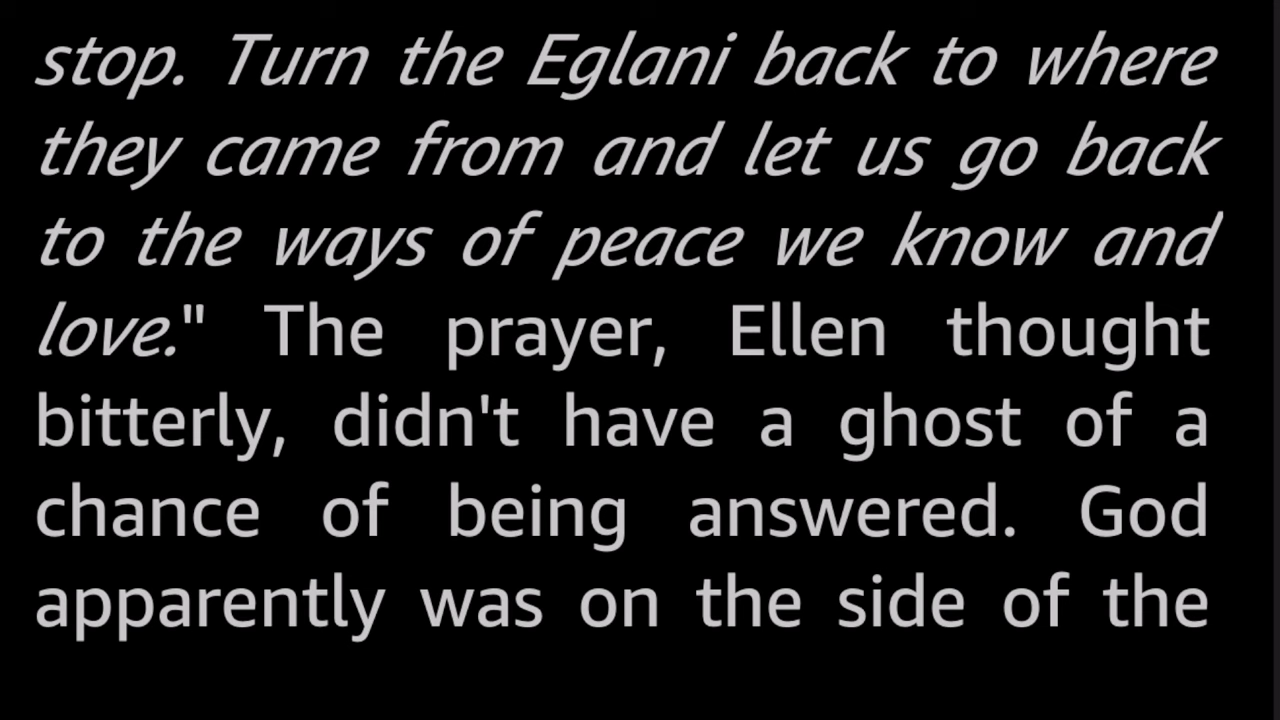 stop. Turn the Eglani back to where
they came from and let us go back
to the ways of peace we know and
love." The prayer, Ellen thought
bitterly, didn't have a ghost of a
chance of being answered. God
apparently was on the side of the